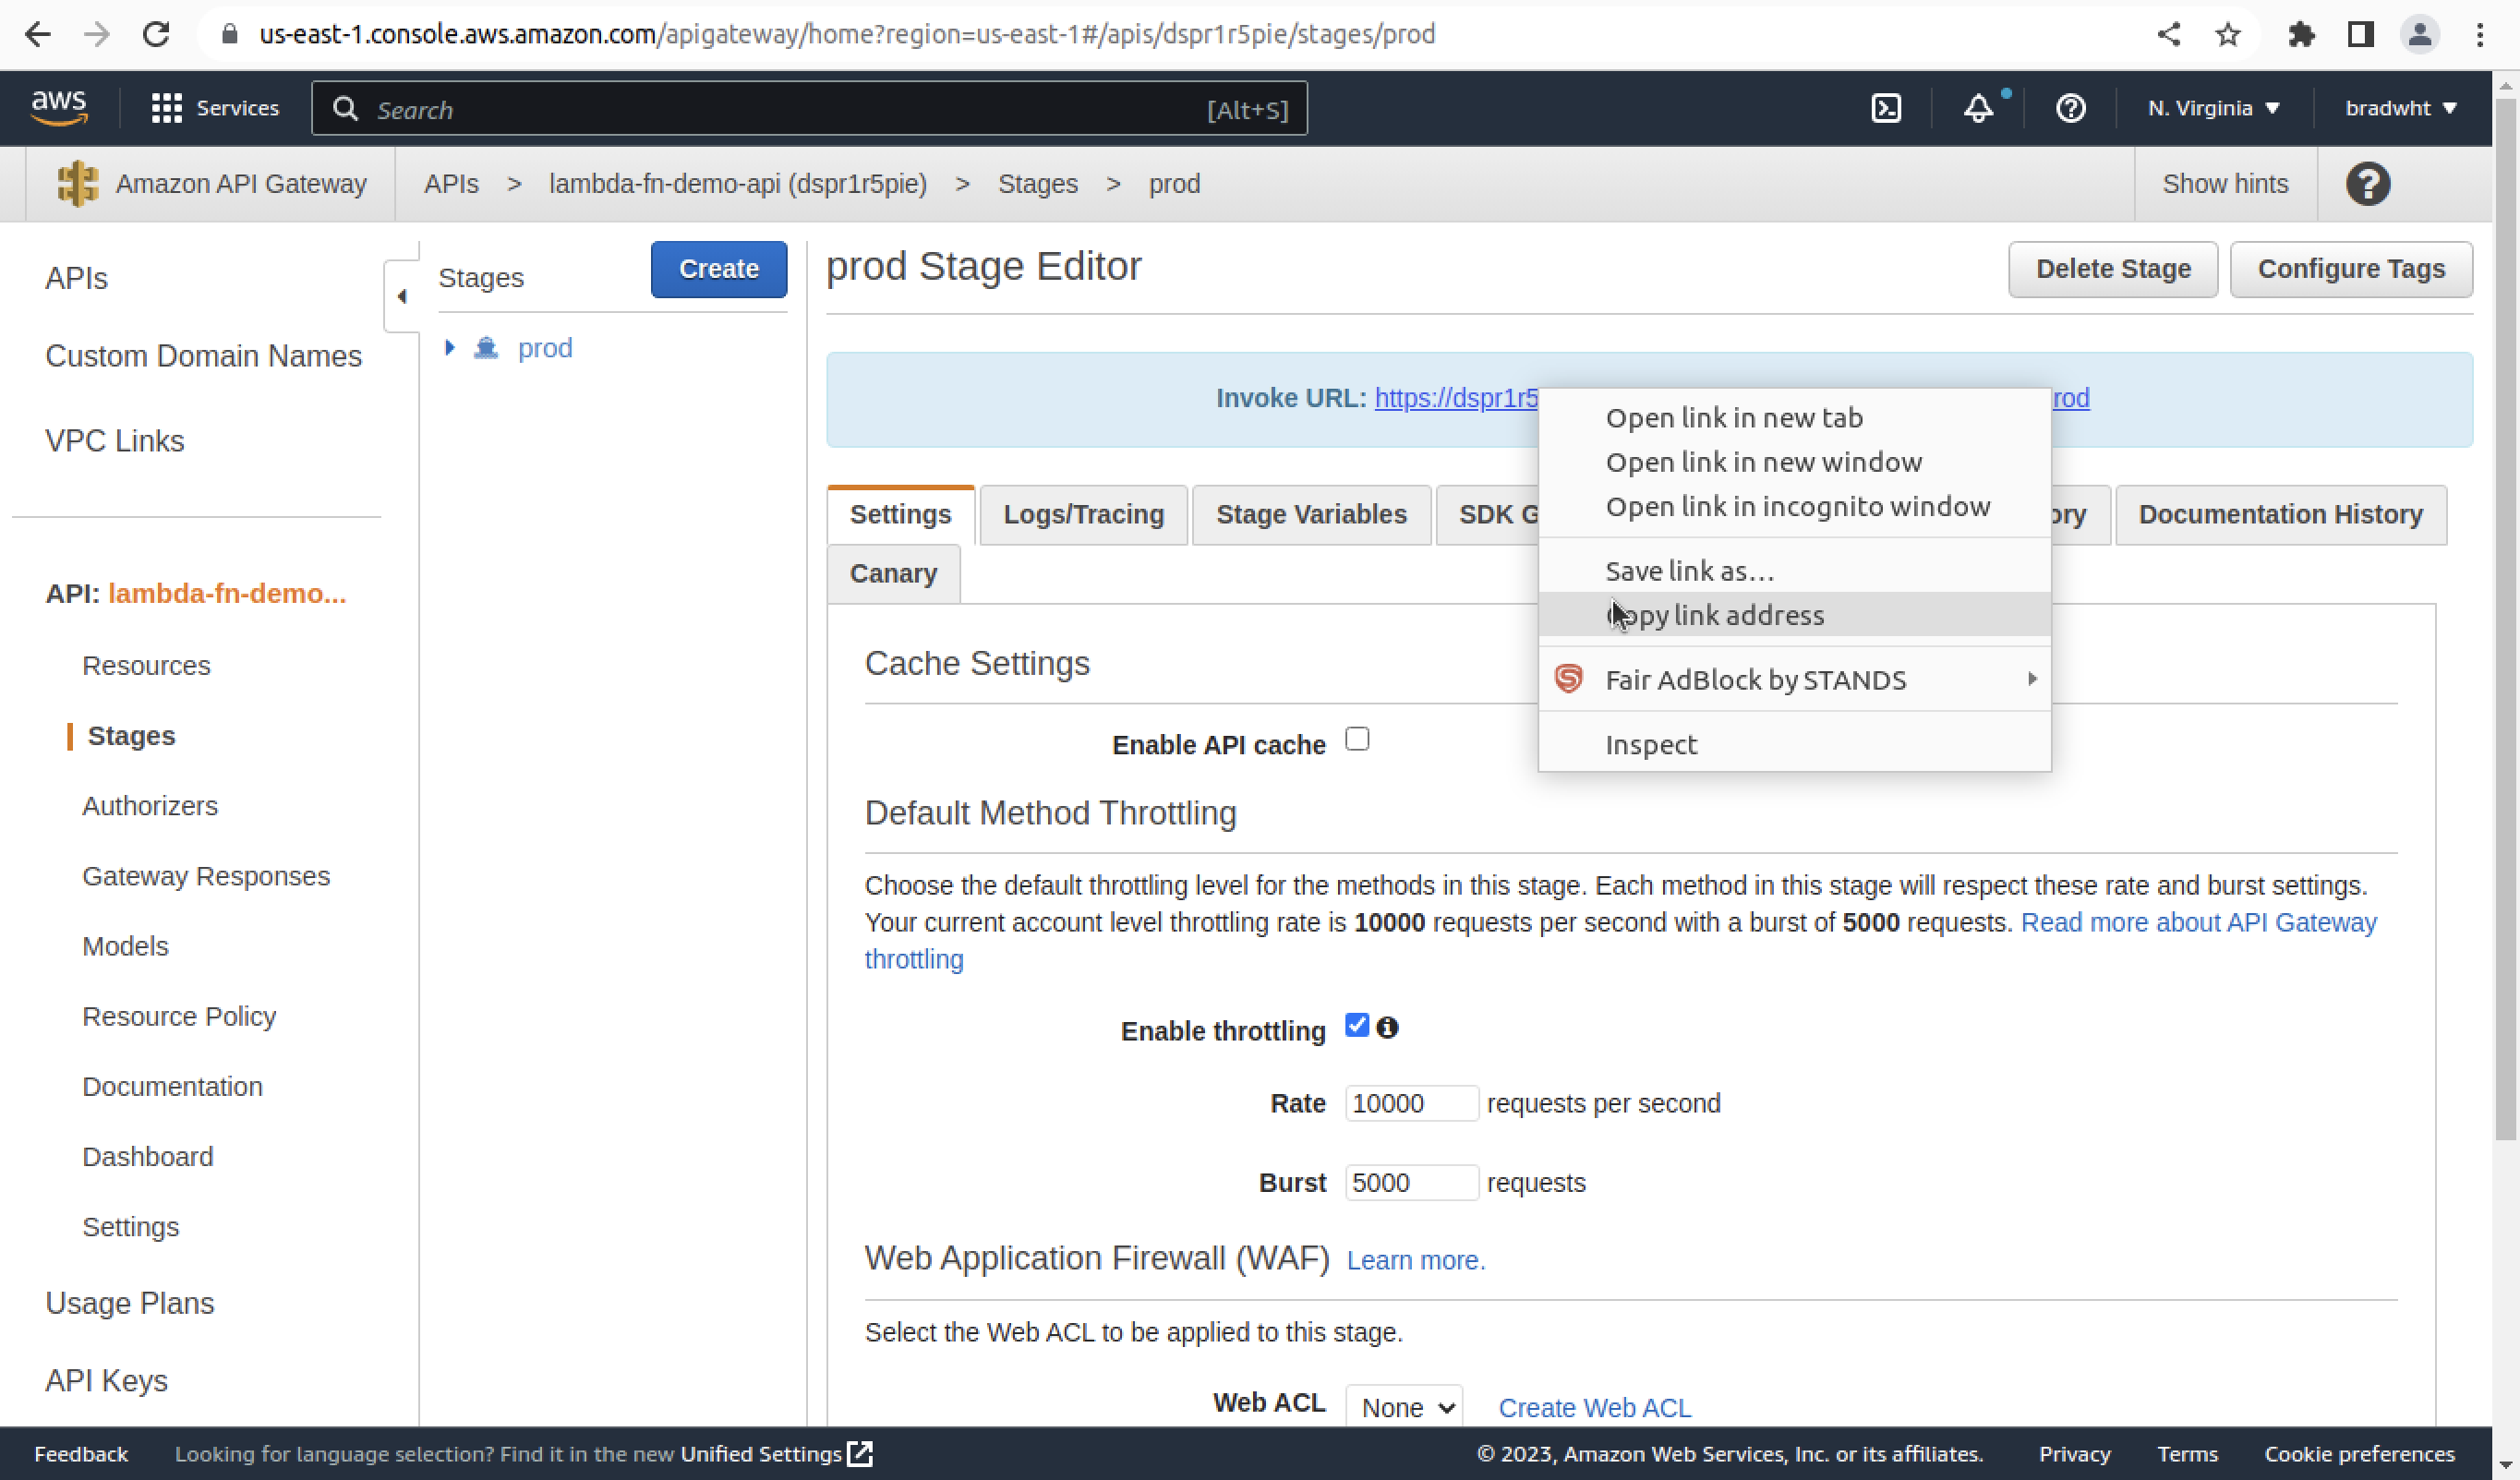 us-east-1.console.aws.amazon.com/apigateway/home?region=us-east-1#/apis/dspr1r5pie/stages/prod
aws Services Search [Alt+S] N. Virginia bradwht
Amazon API Gateway APIs > lambda-fn-demo-api (dspr1r5pie) > Stages > prod Show hints
APIs
Custom Domain Names
VPC Links
API: lambda-fn-demo...
Resources
Stages
Authorizers
Gateway Responses
Models
Resource Policy
Documentation
Dashboard
Settings
Usage Plans
API Keys
Stages Create
prod
prod Stage Editor Delete Stage Configure Tags
Invoke URL: https://dspr1r5 rod
Settings Logs/Tracing Stage Variables SDK G ory Documentation History
Canary
Open link in new tab
Open link in new window
Open link in incognito window
Save link as...
Copy link address
Fair AdBlock by STANDS
Inspect
Cache Settings
Enable API cache
Default Method Throttling
Choose the default throttling level for the methods in this stage. Each method in this stage will respect these rate and burst settings.
Your current account level throttling rate is 10000 requests per second with a burst of 5000 requests. Read more about API Gateway
throttling
Enable throttling
Rate 10000 requests per second
Burst 5000 requests
Web Application Firewall (WAF) Learn more.
Select the Web ACL to be applied to this stage.
Web ACL None Create Web ACL
Feedback Looking for language selection? Find it in the new Unified Settings © 2023, Amazon Web Services, Inc. or its affiliates. Privacy Terms Cookie preferences